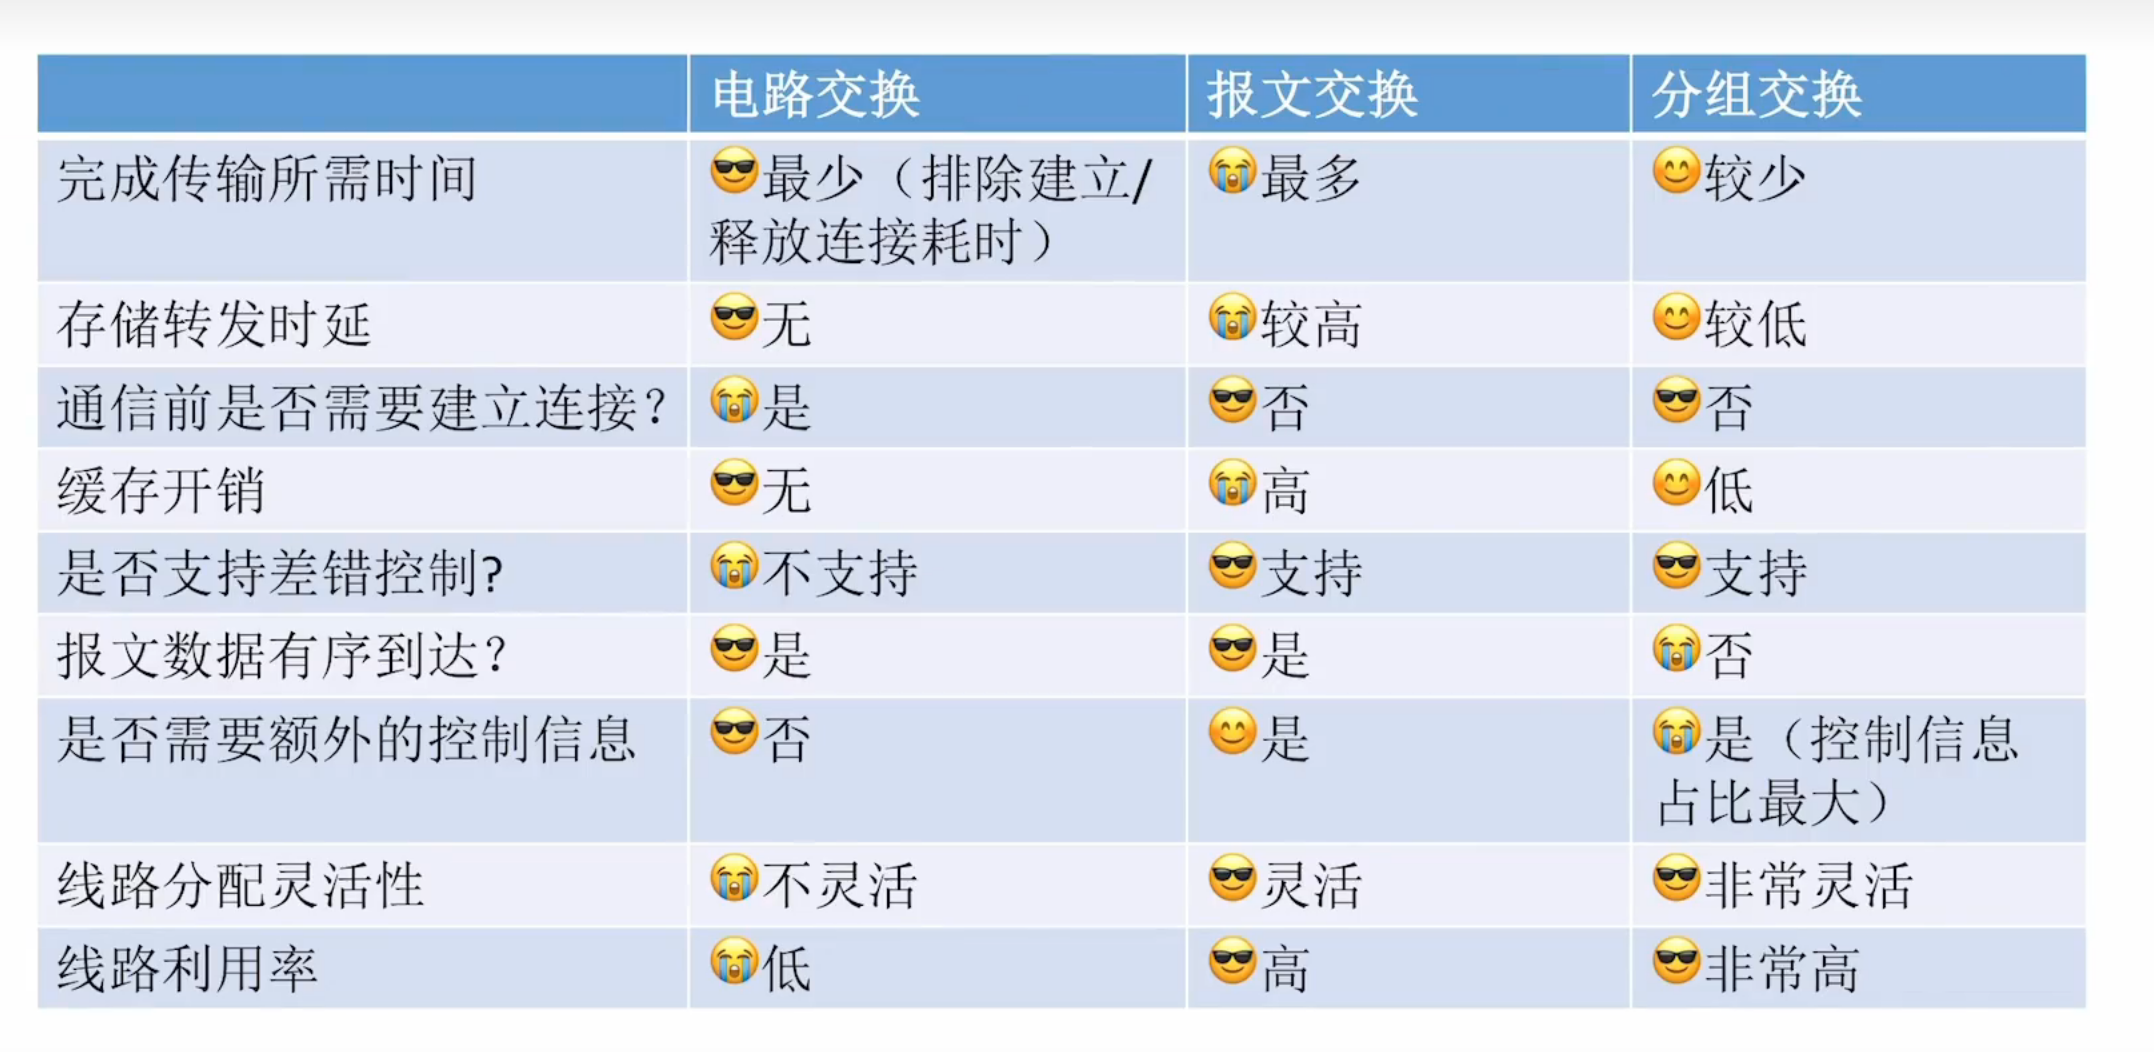 电路交换 报文交换 分组交换
完成传输所需时间 😎最少（排除建立/ 😭最多 😊较少
释放连接耗时）
存储转发时延 😎无 😭较高 😊较低
通信前是否需要建立连接？ 😭是 😎否 😎否
缓存开销 😎无 😭高 😊低
是否支持差错控制? 😭不支持 😎支持 😎支持
报文数据有序到达？ 😎是 😎是 😭否
是否需要额外的控制信息 😎否 😊是 😭是（控制信息
占比最大）
线路分配灵活性 😭不灵活 😎灵活 😎非常灵活
线路利用率 😭低 😎高 😎非常高